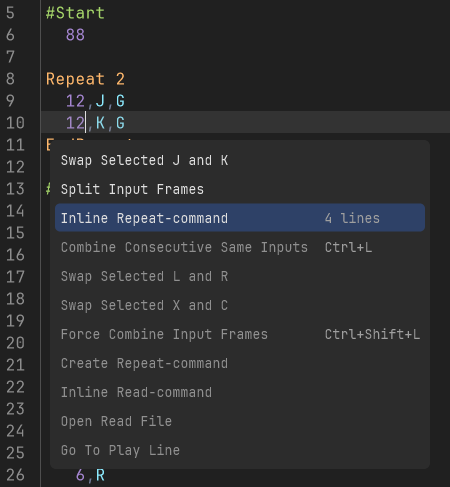 5 #Start
6 88
7
8 Repeat 2
9 12,J,G
10 12,K,G
11
12 Swap Selected J and K
13 # Split Input Frames
14 Inline Repeat-command 4 lines
15
16 Combine Consecutive Same Inputs Ctrl+L
17 Swap Selected L and R
18
19 Swap Selected X and C
20 Force Combine Input Frames Ctrl+Shift+L
21 Create Repeat-command
22
23 Inline Read-command
24 Open Read File
25 Go To Play Line
26 6,R